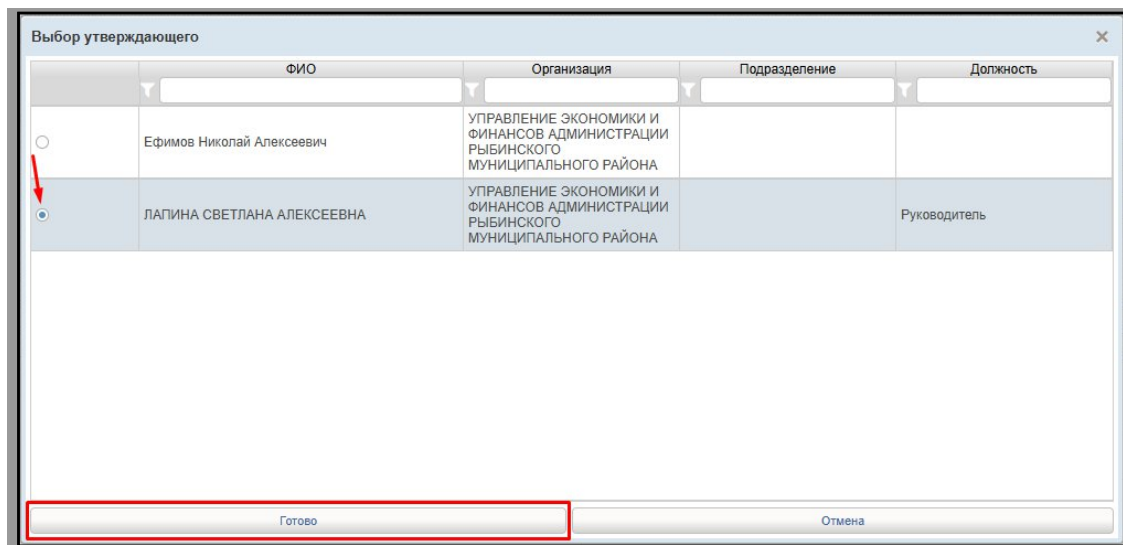 Выбор утверждающего
ФИО Организация Подразделение Должность
Ефимов Николай Алексеевич
УПРАВЛЕНИЕ ЭКОНОМИКИ И
ФИНАНСОВ АДМИНИСТРАЦИИ
РЫБИНСКОГО
МУНИЦИПАЛЬНОГО РАЙОНА
ЛАПИНА СВЕТЛАНА АЛЕКСЕЕВНА
УПРАВЛЕНИЕ ЭКОНОМИКИ И
ФИНАНСОВ АДМИНИСТРАЦИИ
РЫБИНСКОГО
МУНИЦИПАЛЬНОГО РАЙОНА
Руководитель
Готово Отмена